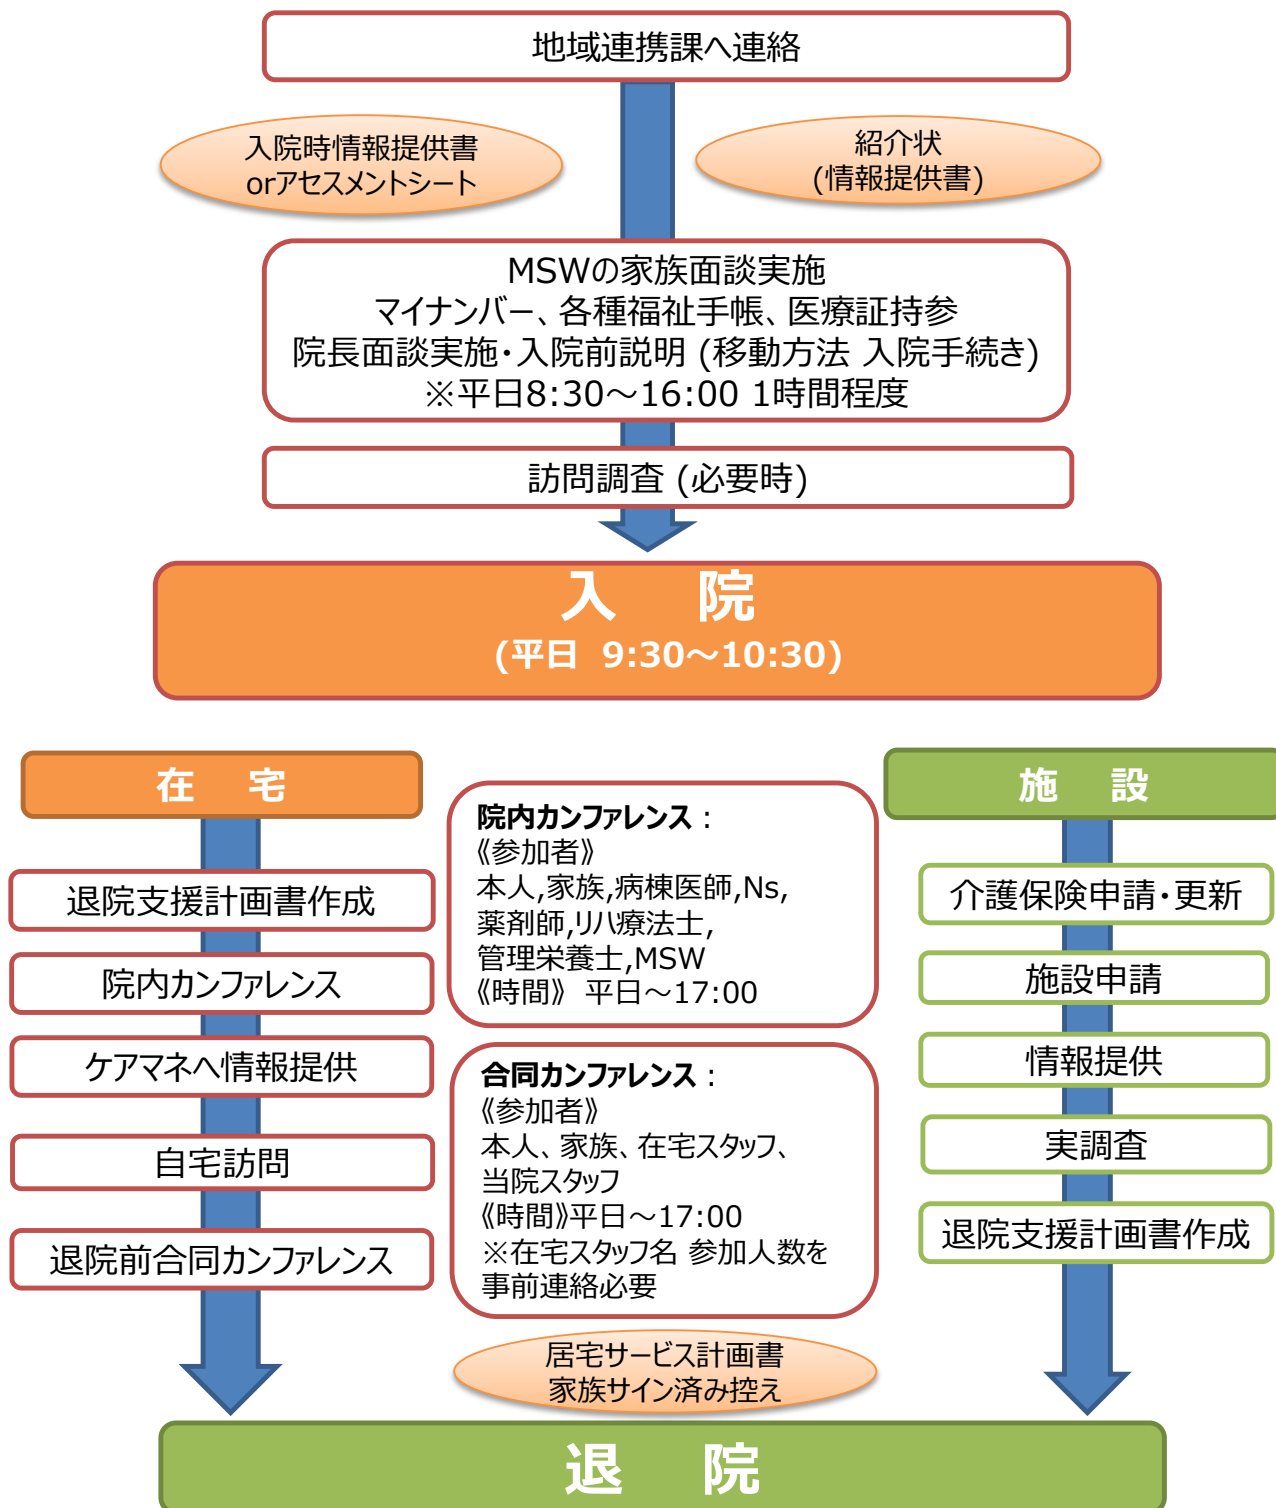 地域連携課へ連絡
入院時情報提供書
orアセスメントシート
紹介状
(情報提供書)
MSWの家族面談実施
マイナンバー、各種福祉手帳、医療証持参
院長面談実施・入院前説明 (移動方法 入院手続き)
※平日8:30～16:00 1時間程度
訪問調査 (必要時)
入　院
(平日 9:30～10:30)
在　宅
退院支援計画書作成
院内カンファレンス
ケアマネへ情報提供
自宅訪問
退院前合同カンファレンス
院内カンファレンス：
《参加者》
本人,家族,病棟医師,Ns,
薬剤師,リハ療法士,
管理栄養士,MSW
《時間》 平日～17:00
合同カンファレンス：
《参加者》
本人、家族、在宅スタッフ、
当院スタッフ
《時間》平日～17:00
※在宅スタッフ名 参加人数を
事前連絡必要
居宅サービス計画書
家族サイン済み控え
施　設
介護保険申請・更新
施設申請
情報提供
実調査
退院支援計画書作成
退　院